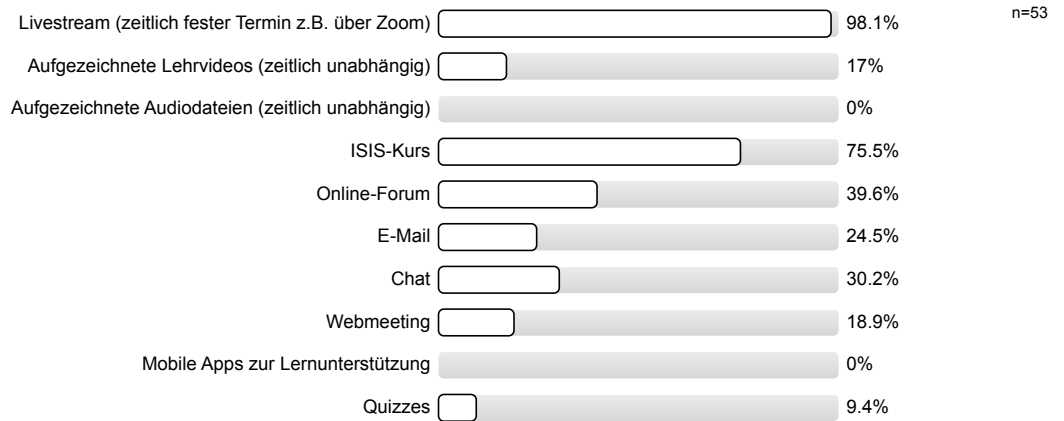 n=53
Livestream (zeitlich fester Termin z.B. über Zoom) 98.1%
Aufgezeichnete Lehrvideos (zeitlich unabhängig) 17%
Aufgezeichnete Audiodateien (zeitlich unabhängig) 0%
ISIS-Kurs 75.5%
Online-Forum 39.6%
E-Mail 24.5%
Chat 30.2%
Webmeeting 18.9%
Mobile Apps zur Lernunterstützung 0%
Quizzes 9.4%